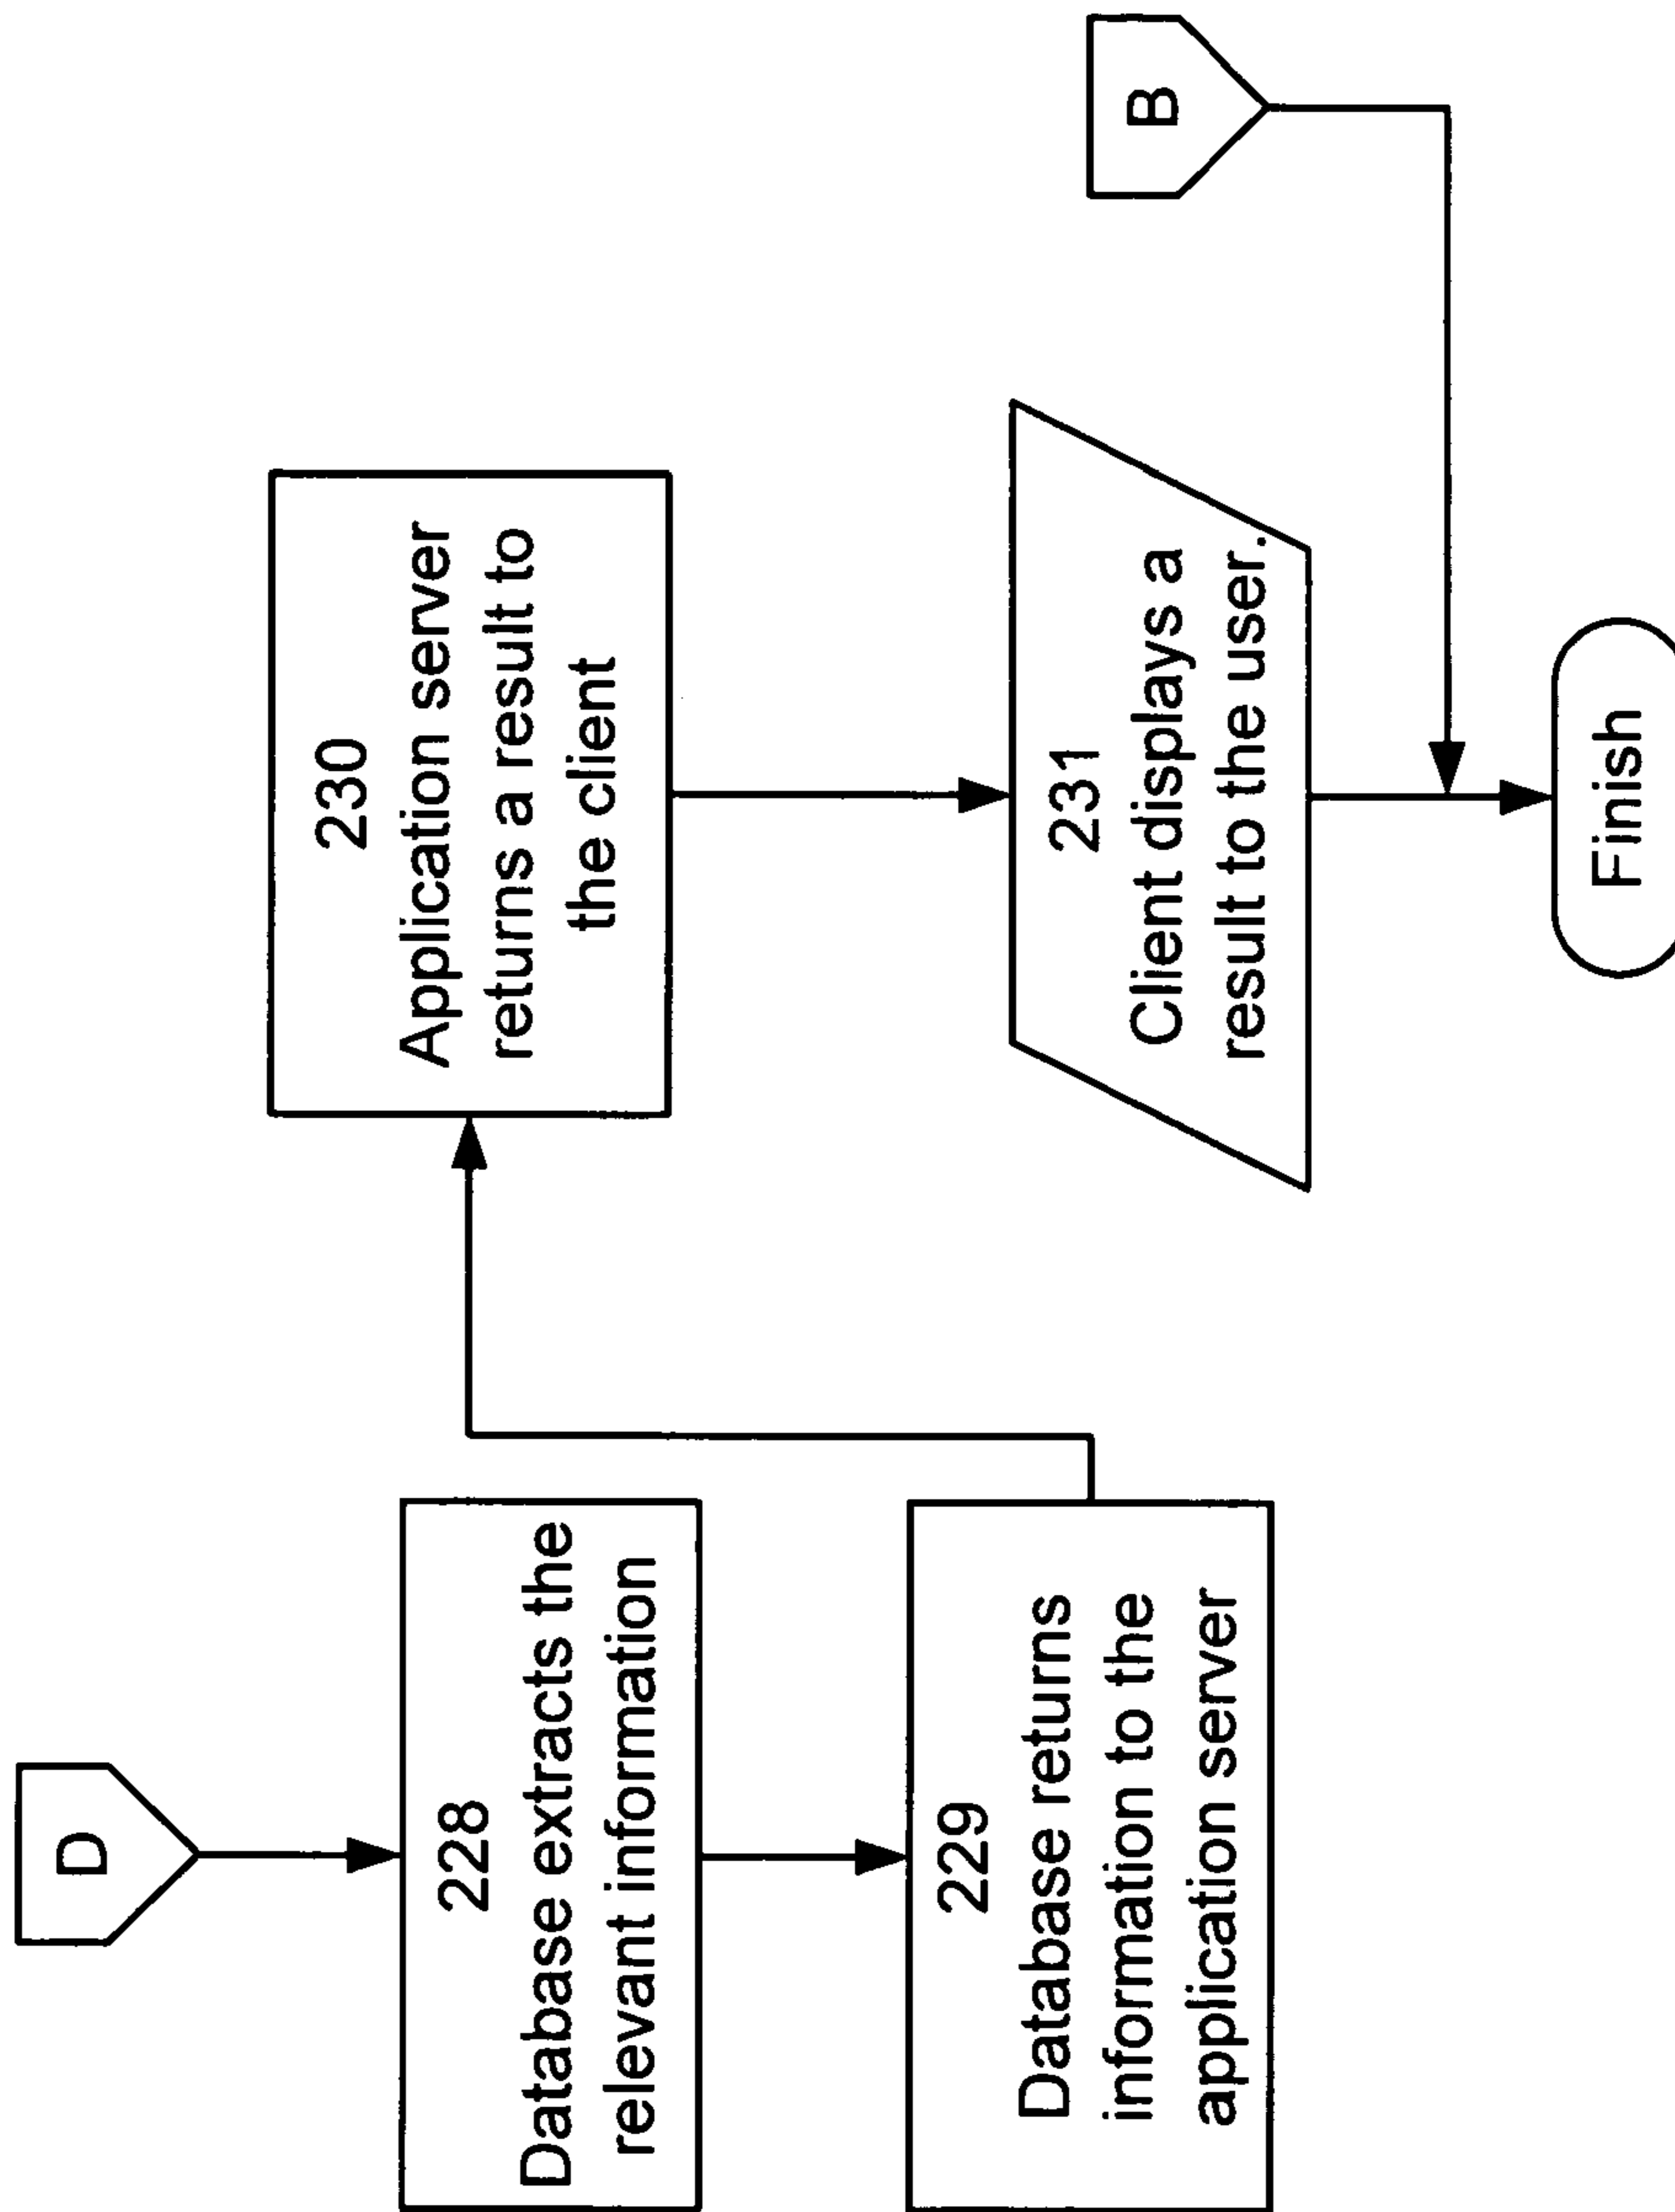 D
228
Database extracts the
relevant information
229
Database returns
information to the
application server
230
Application server
returns a result to
the client
231
Client displays a
result to the user.
B
Finish